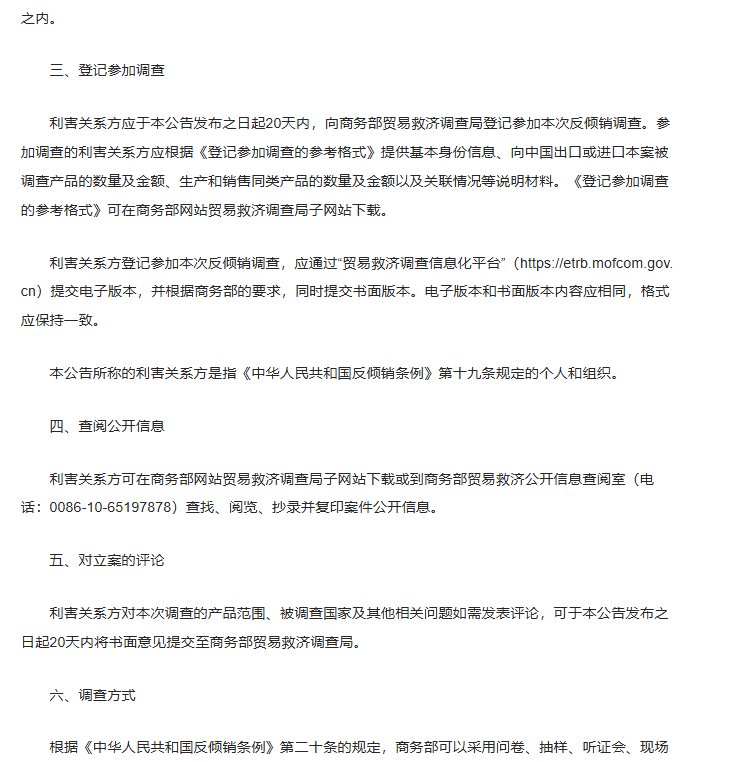 之内。
三、登记参加调查
利害关系方应于本公告发布之日起20天内，向商务部贸易救济调查局登记参加本次反倾销调查。参
加调查的利害关系方应根据《登记参加调查的参考格式》提供基本身份信息、向中国出口或进口本案被
调查产品的数量及金额、生产和销售同类产品的数量及金额以及关联情况等说明材料。《登记参加调查
的参考格式》可在商务部网站贸易救济调查局子网站下载。
利害关系方登记参加本次反倾销调查，应通过“贸易救济调查信息化平台”（https://etrb.mofcom.gov.
cn）提交电子版本，并根据商务部的要求，同时提交书面版本。电子版本和书面版本内容应相同，格式
应保持一致。
本公告所称的利害关系方是指《中华人民共和国反倾销条例》第十九条规定的个人和组织。
四、查阅公开信息
利害关系方可在商务部网站贸易救济调查局子网站下载或到商务部贸易救济公开信息查阅室（电
话：0086-10-65197878）查找、阅览、抄录并复印案件公开信息。
五、对立案的评论
利害关系方对本次调查的产品范围、被调查国家及其他相关问题如需发表评论，可于本公告发布之
日起20天内将书面意见提交至商务部贸易救济调查局。
六、调查方式
根据《中华人民共和国反倾销条例》第二十条的规定，商务部可以采用问卷、抽样、听证会、现场